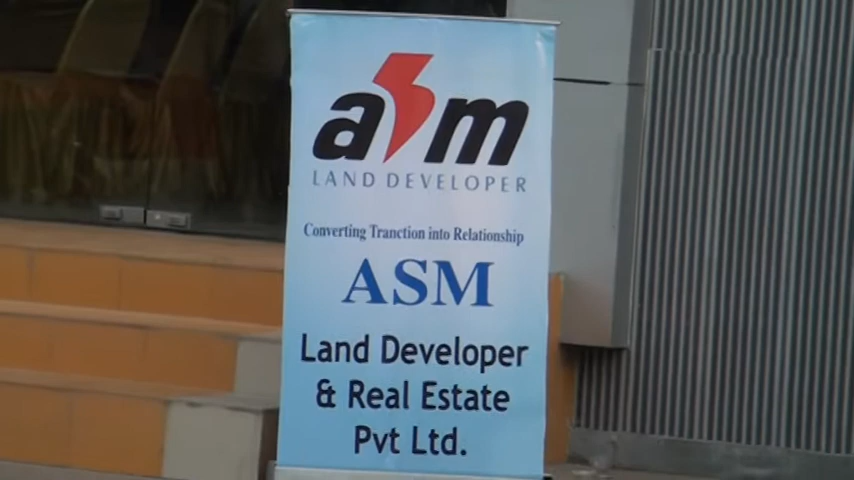 asm
LAND DEVELOPER
Converting Tranction into Relationship
ASM
Land Developer
& Real Estate
Pvt Ltd.